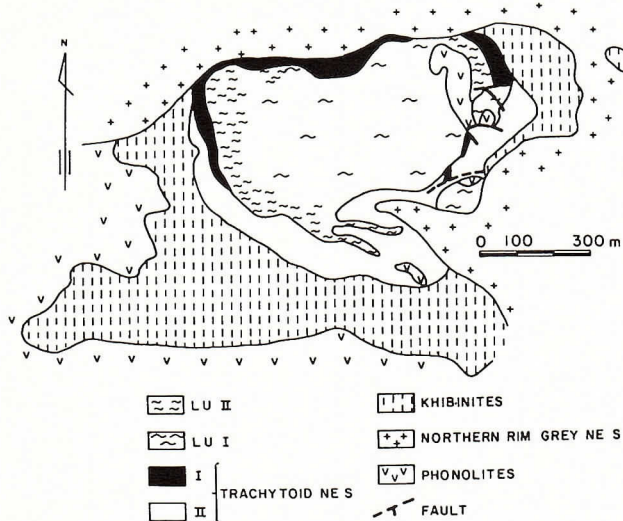 N
0 100 300 m
LU II
LU I
I
II
TRACHYTOID NE S
KHIBINITES
NORTHERN RIM GREY NE S
PHONOLITES
FAULT